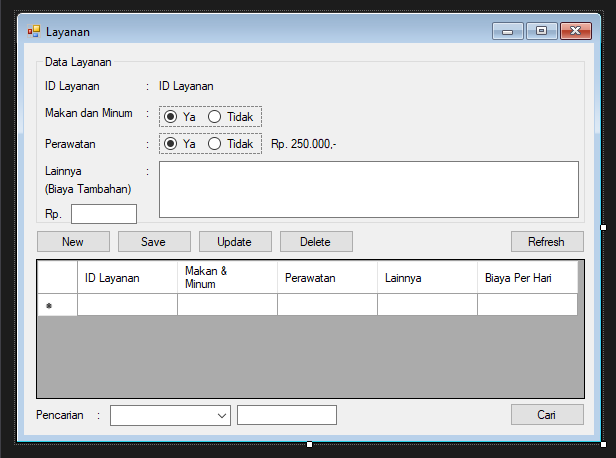 Layanan
Data Layanan
ID Layanan : ID Layanan
Makan dan Minum : Ya Tidak
Perawatan : Ya Tidak Rp. 250.000,-
Lainnya :
(Biaya Tambahan)
Rp.
New Save Update Delete Refresh
ID Layanan Makan & Perawatan Lainnya Biaya Per Hari
Minum
Pencarian : Cari